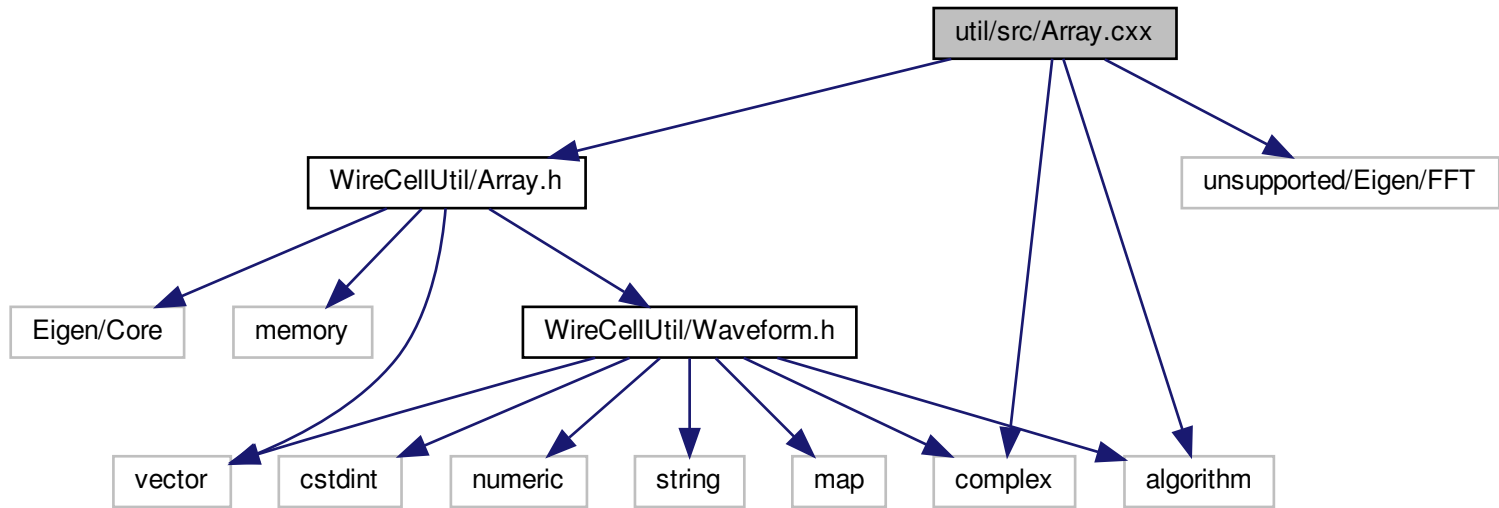 util/src/Array.cxx
WireCellUtil/Array.h
unsupported/Eigen/FFT
Eigen/Core
memory
WireCellUtil/Waveform.h
vector
cstdint
numeric
string
map
complex
algorithm